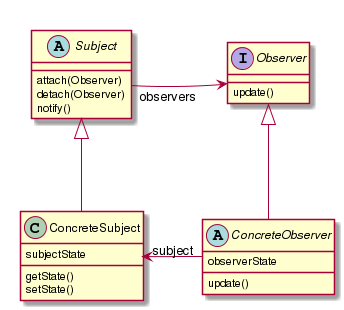 A Subject
attach(Observer)
detach(Observer)
notify()
I Observer
update()
observers
C ConcreteSubject
subjectState
getState()
setState()
subject
A ConcreteObserver
observerState
update()